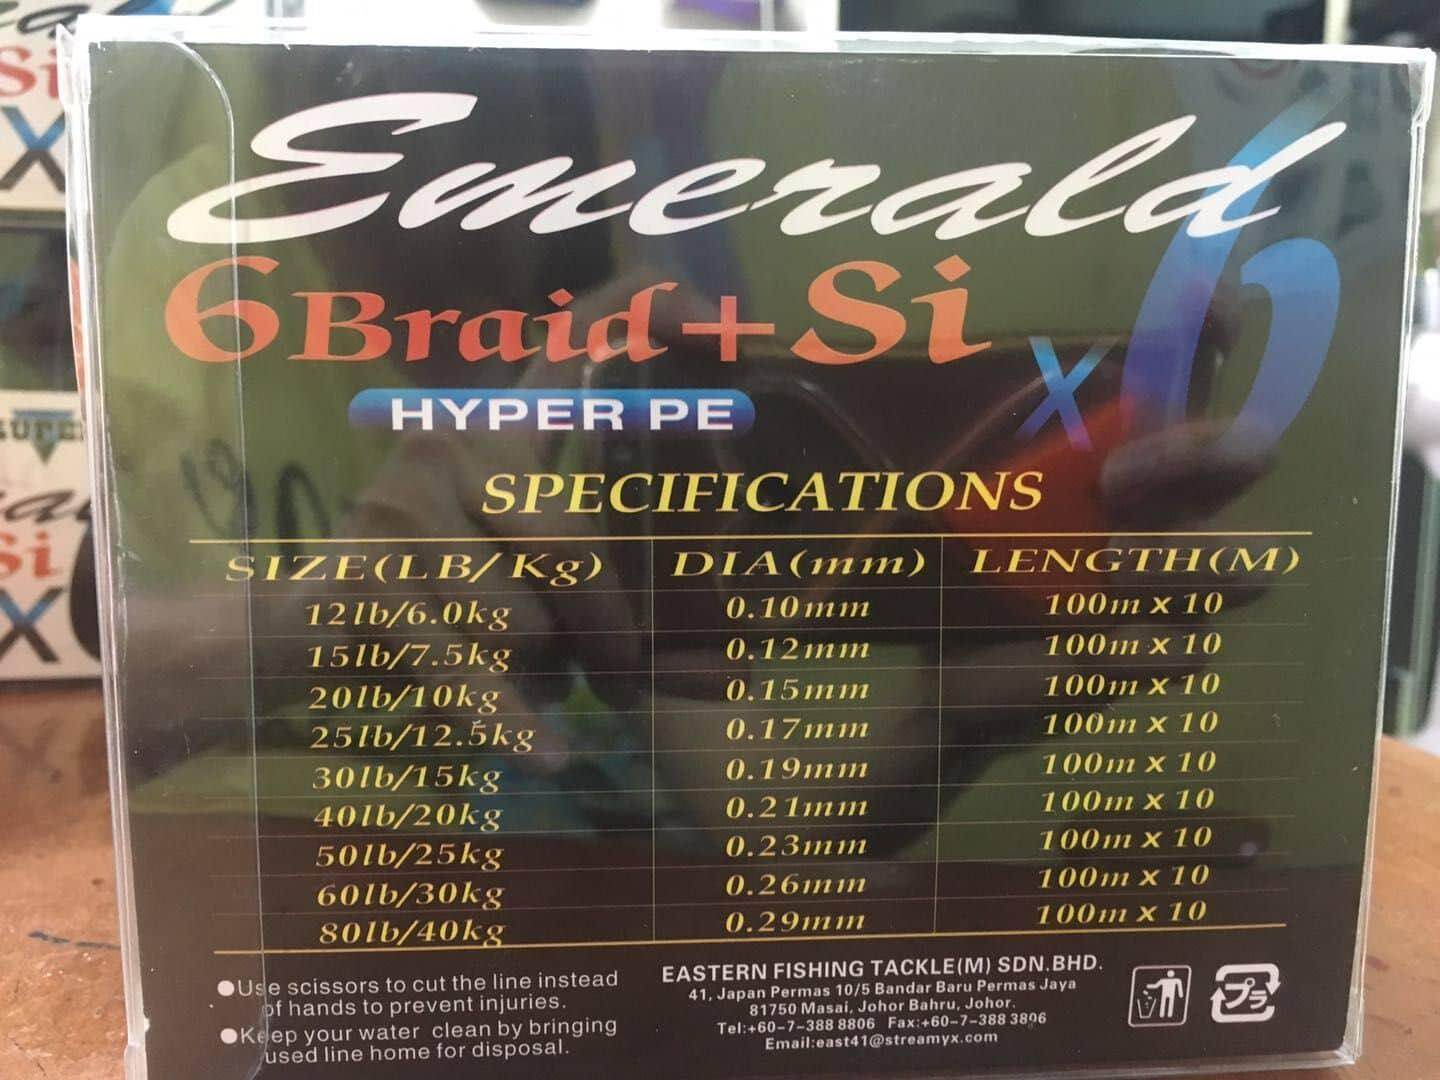 Emerald
6Braid+Si
x6
HYPER PE
SPECIFICATIONS
SIZE(LB/Kg) DIA(mm) LENGTH(M)
12lb/6.0kg 0.10mm 100m x 10
15lb/7.5kg 0.12mm 100m x 10
20lb/10kg 0.15mm 100m x 10
25lb/12.5kg 0.17mm 100m x 10
30lb/15kg 0.19mm 100m x 10
40lb/20kg 0.21mm 100m x 10
50lb/25kg 0.23mm 100m x 10
60lb/30kg 0.26mm 100m x 10
80lb/40kg 0.29mm 100m x 10
●Use scissors to cut the line instead
of hands to prevent injuries.
●Keep your water clean by bringing
used line home for disposal.
EASTERN FISHING TACKLE(M) SDN.BHD.
41, Japan Permas 10/5 Bandar Baru Permas Jaya
81750 Masai, Johor Bahru, Johor.
Tel:+60-7-388 8806 Fax:+60-7-388 3806
Email:east41@streamyx.com
プラ
Si
X
Si
X